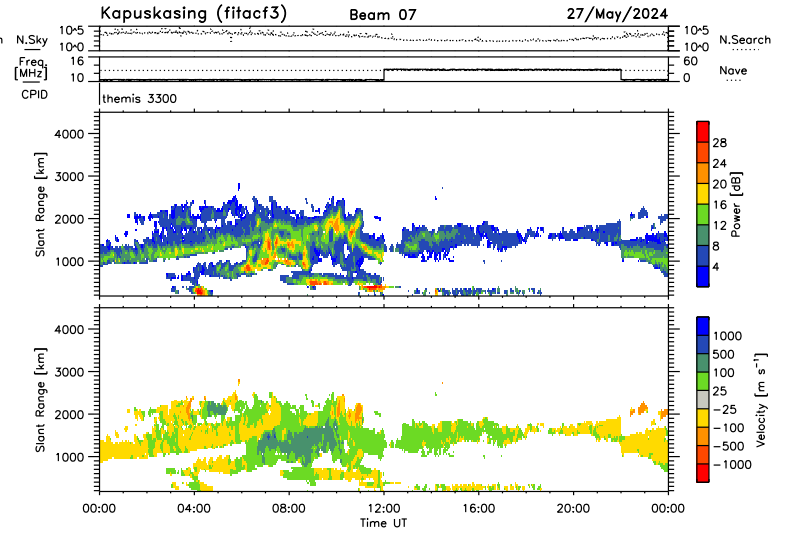 Kapuskasing (fitacf3) Beam 07 27/May/2024
N.Sky 10^5 10^0 10^5 10^0 N.Search
Freq. [MHz] 16 10 60 0 Nave
CPID themis 3300
Slant Range [km] 4000 3000 2000 1000
28 24 20 16 12 8 4 Power [dB]
Slant Range [km] 4000 3000 2000 1000
1000 500 100 25 −25 −100 −500 −1000 Velocity [m s⁻¹]
00:00 04:00 08:00 12:00 16:00 20:00 00:00
Time UT